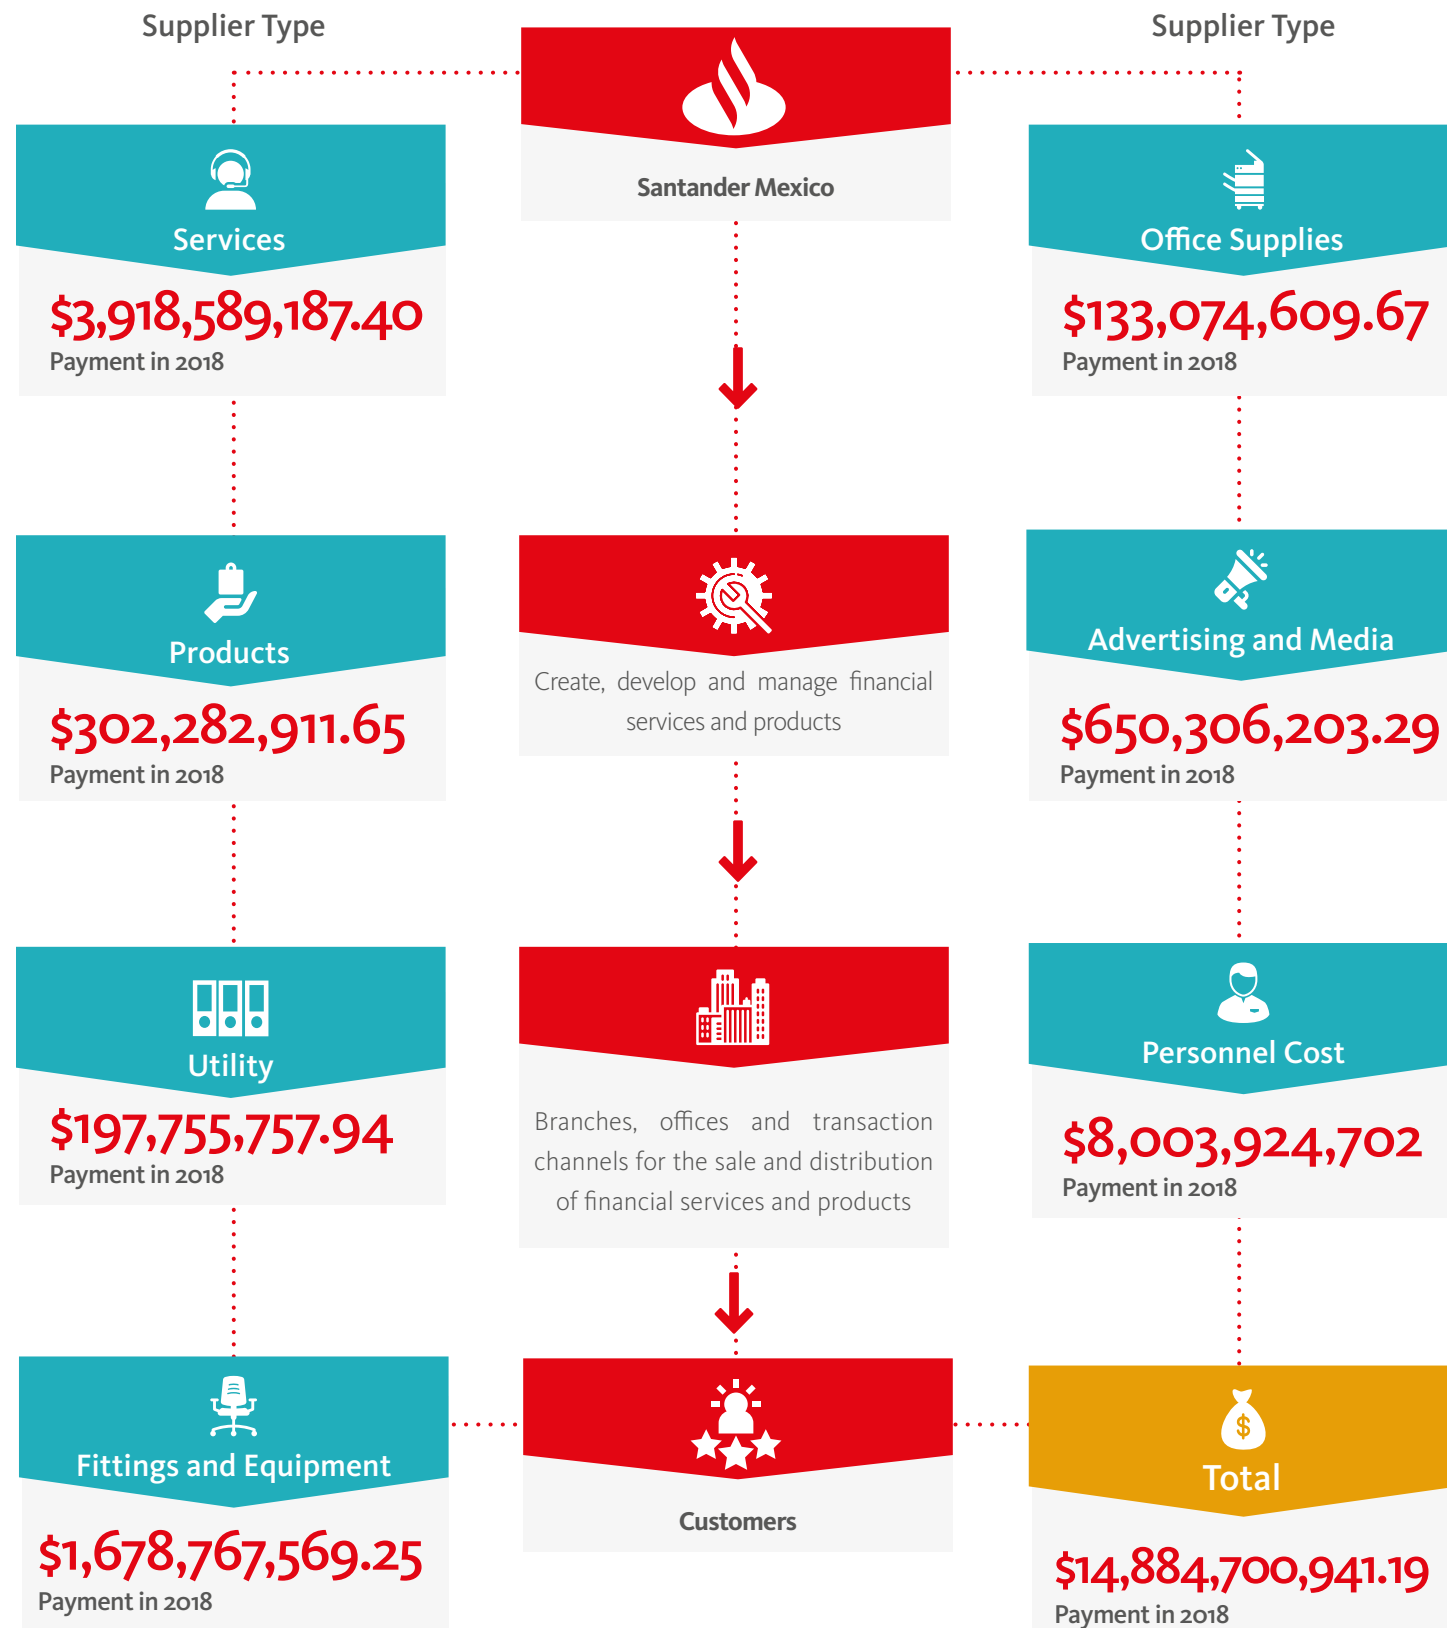 Supplier Type
Services
$3,918,589,187.40
Payment in 2018
Products
$302,282,911.65
Payment in 2018
Utility
$197,755,757.94
Payment in 2018
Fittings and Equipment
$1,678,767,569.25
Payment in 2018
Santander Mexico
Create, develop and manage financial
services and products
Branches, offices and transaction
channels for the sale and distribution
of financial services and products
Customers
Supplier Type
Office Supplies
$133,074,609.67
Payment in 2018
Advertising and Media
$650,306,203.29
Payment in 2018
Personnel Cost
$8,003,924,702
Payment in 2018
$
Total
$14,884,700,941.19
Payment in 2018